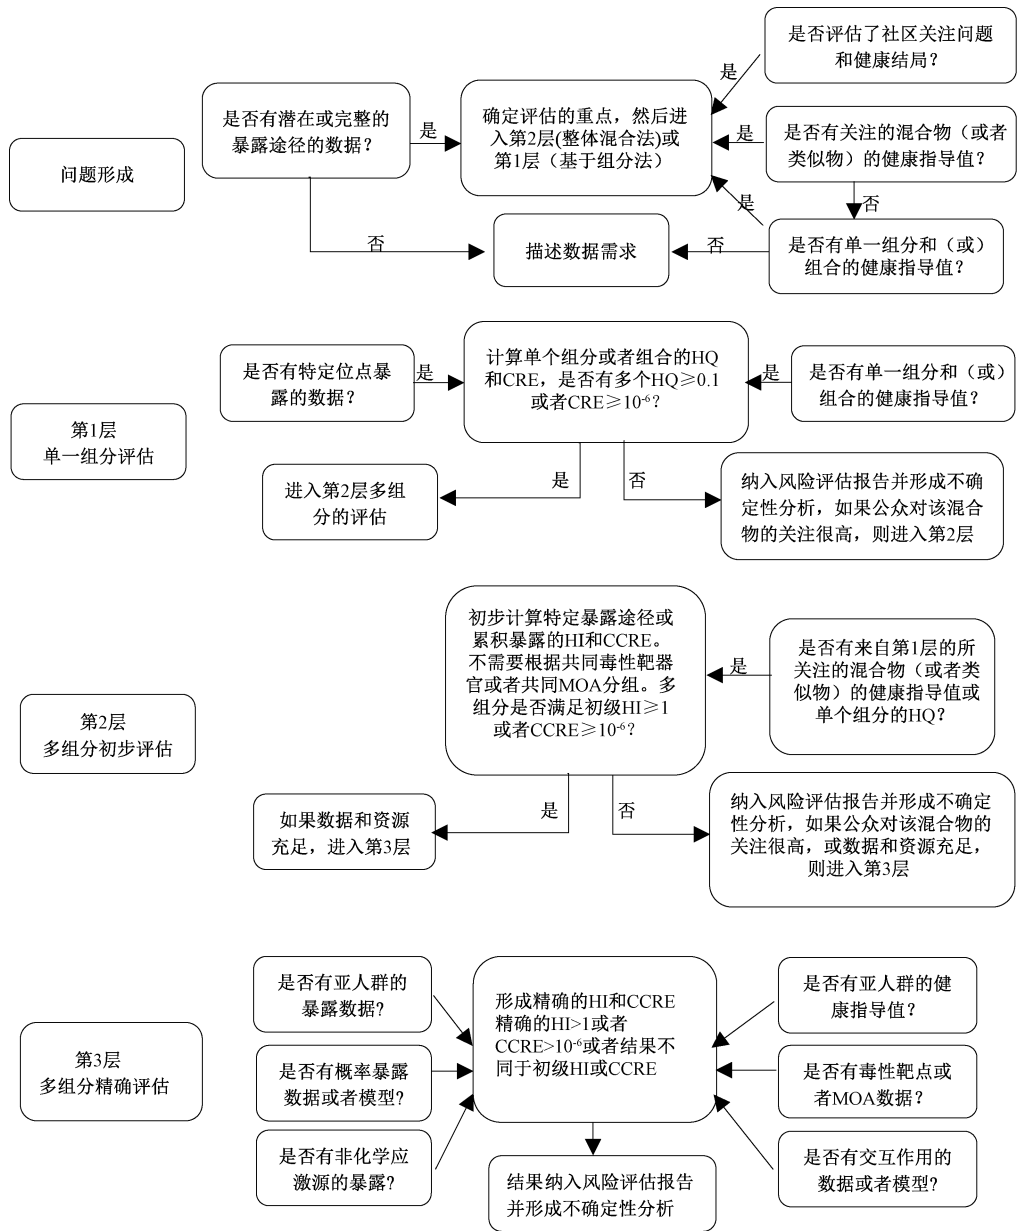 是否评估了社区关注问题
和健康结局？
是
是否有潜在或完整的
暴露途径的数据？
是
确定评估的重点，然后进
入第2层(整体混合法)或
第1层（基于组分法）
是
是否有关注的混合物（或者
类似物）的健康指导值？
问题形成
是
否
否
描述数据需求
否
是否有单一组分和（或）
组合的健康指导值？
是否有特定位点暴
露的数据？
是
计算单个组分或者组合的HQ
和CRE，是否有多个HQ≥0.1
或者CRE≥10⁻⁶？
是
是否有单一组分和（或）
组合的健康指导值？
第1层
单一组分评估
是
否
进入第2层多组
分的评估
纳入风险评估报告并形成不确
定性分析，如果公众对该混合
物的关注很高，则进入第2层
初步计算特定暴露途径或
累积暴露的HI和CCRE。
不需要根据共同毒性靶器
官或者共同MOA分组。多
组分是否满足初级HI≥1
或者CCRE≥10⁻⁶？
是
是否有来自第1层的所
关注的混合物（或者类
似物）的健康指导值或
单个组分的HQ？
第2层
多组分初步评估
是
否
如果数据和资源
充足，进入第3层
纳入风险评估报告并形成不确定
性分析，如果公众对该混合物的
关注很高，或数据和资源充足，
则进入第3层
是否有亚人群的
暴露数据？
形成精确的HI和CCRE
精确的HI>1或者
CCRE>10⁻⁶或者结果不
同于初级HI或CCRE
是否有亚人群的健
康指导值？
第3层
多组分精确评估
是否有概率暴露
数据或者模型？
是否有毒性靶点或
者MOA数据？
是否有非化学应
激源的暴露？
是否有交互作用的
数据或者模型？
结果纳入风险评估报告
并形成不确定性分析